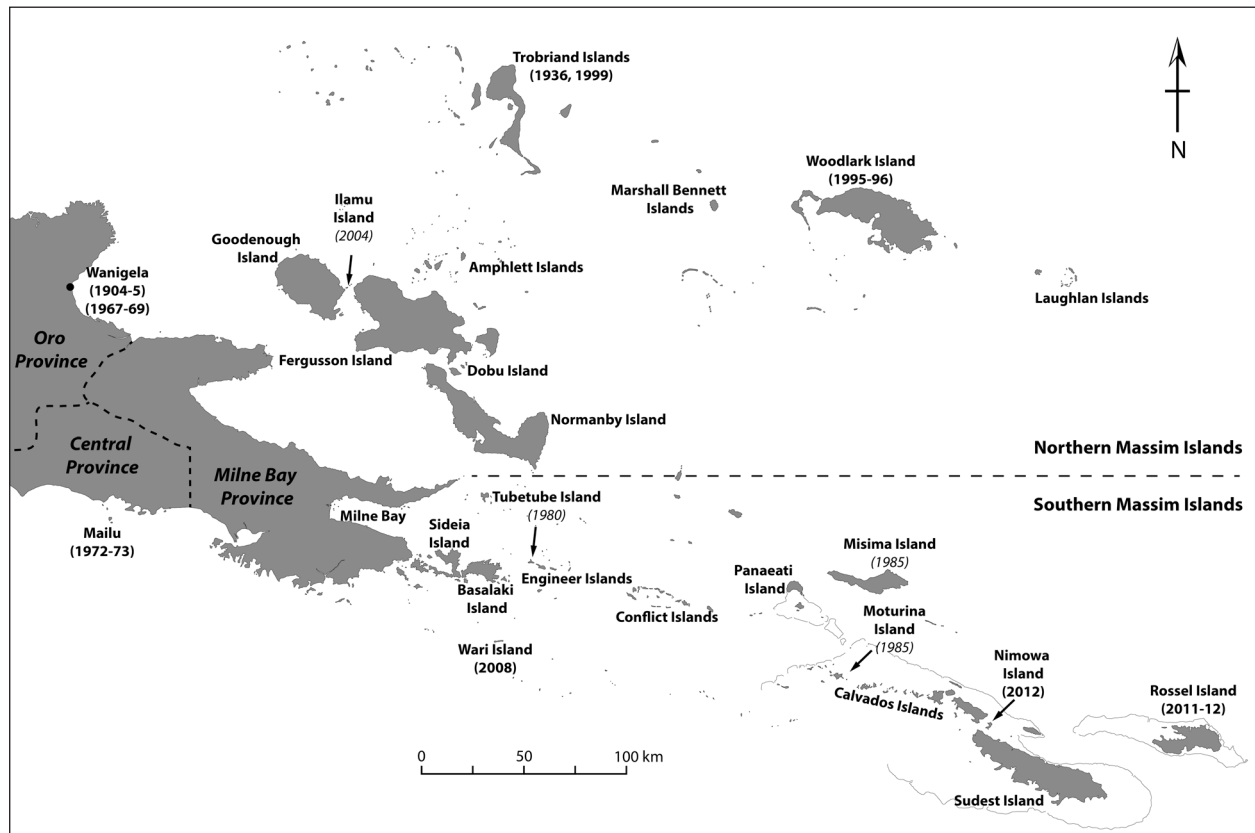 Trobriand Islands
(1936, 1999)
N
Woodlark Island
(1995-96)
Marshall Bennett
Islands
Ilamu
Island
(2004)
Goodenough
Island
Amphlett Islands
Wanigela
(1904-5)
(1967-69)
Laughlan Islands
Oro
Province
Fergusson Island
Dobu Island
Normanby Island
Central
Province
Milne Bay
Province
Northern Massim Islands
Southern Massim Islands
Tubetube Island
(1980)
Milne Bay
Sideia
Island
Mailu
(1972-73)
Misima Island
(1985)
Panaeati
Island
Engineer Islands
Basalaki
Island
Conflict Islands
Moturina
Island
(1985)
Wari Island
(2008)
Nimowa
Island
(2012)
Calvados Islands
Rossel Island
(2011-12)
0 50 100 km
Sudest Island